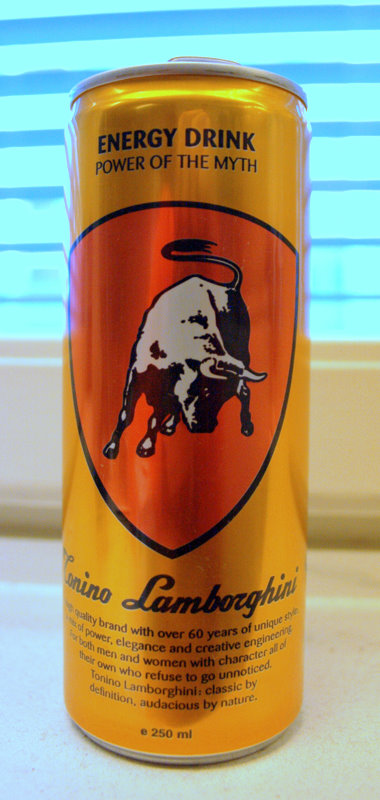 ENERGY DRINK
POWER OF THE MYTH
Tonino Lamborghini
high quality brand with over 60 years of unique style,
mix of power, elegance and creative engineering.
For both men and women with character all of
their own who refuse to go unnoticed.
Tonino Lamborghini: classic by
definition, audacious by nature.
e 250 ml